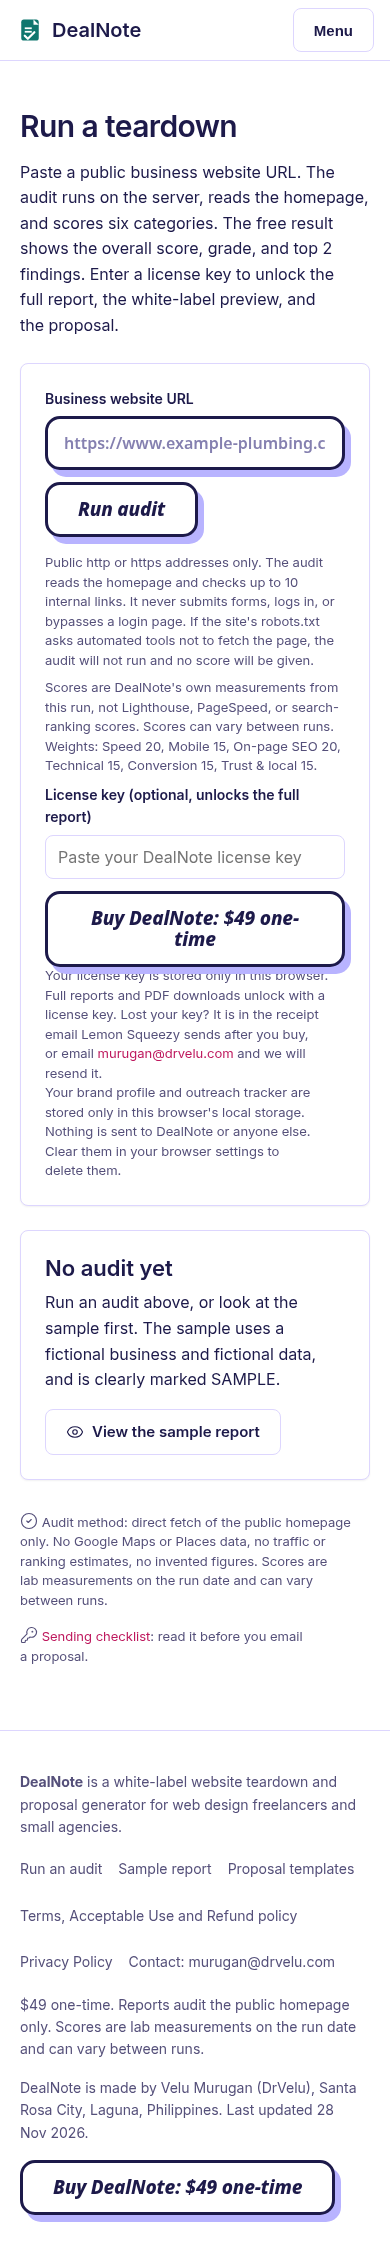 DealNote
Menu
Run a teardown
Paste a public business website URL. The
audit runs on the server, reads the homepage,
and scores six categories. The free result
shows the overall score, grade, and top 2
findings. Enter a license key to unlock the
full report, the white-label preview, and
the proposal.
Business website URL
https://www.example-plumbing.c
Run audit
Public http or https addresses only. The audit
reads the homepage and checks up to 10
internal links. It never submits forms, logs in, or
bypasses a login page. If the site's robots.txt
asks automated tools not to fetch the page, the
audit will not run and no score will be given.
Scores are DealNote's own measurements from
this run, not Lighthouse, PageSpeed, or search-
ranking scores. Scores can vary between runs.
Weights: Speed 20, Mobile 15, On-page SEO 20,
Technical 15, Conversion 15, Trust & local 15.
License key (optional, unlocks the full
report)
Paste your DealNote license key
Buy DealNote: $49 one-
time
Your license key is stored only in this browser.
Full reports and PDF downloads unlock with a
license key. Lost your key? It is in the receipt
email Lemon Squeezy sends after you buy,
or email murugan@drvelu.com and we will
resend it.
Your brand profile and outreach tracker are
stored only in this browser's local storage.
Nothing is sent to DealNote or anyone else.
Clear them in your browser settings to
delete them.
No audit yet
Run an audit above, or look at the
sample first. The sample uses a
fictional business and fictional data,
and is clearly marked SAMPLE.
View the sample report
Audit method: direct fetch of the public homepage
only. No Google Maps or Places data, no traffic or
ranking estimates, no invented figures. Scores are
lab measurements on the run date and can vary
between runs.
Sending checklist: read it before you email
a proposal.
DealNote is a white-label website teardown and
proposal generator for web design freelancers and
small agencies.
Run an audit Sample report Proposal templates
Terms, Acceptable Use and Refund policy
Privacy Policy Contact: murugan@drvelu.com
$49 one-time. Reports audit the public homepage
only. Scores are lab measurements on the run date
and can vary between runs.
DealNote is made by Velu Murugan (DrVelu), Santa
Rosa City, Laguna, Philippines. Last updated 28
Nov 2026.
Buy DealNote: $49 one-time